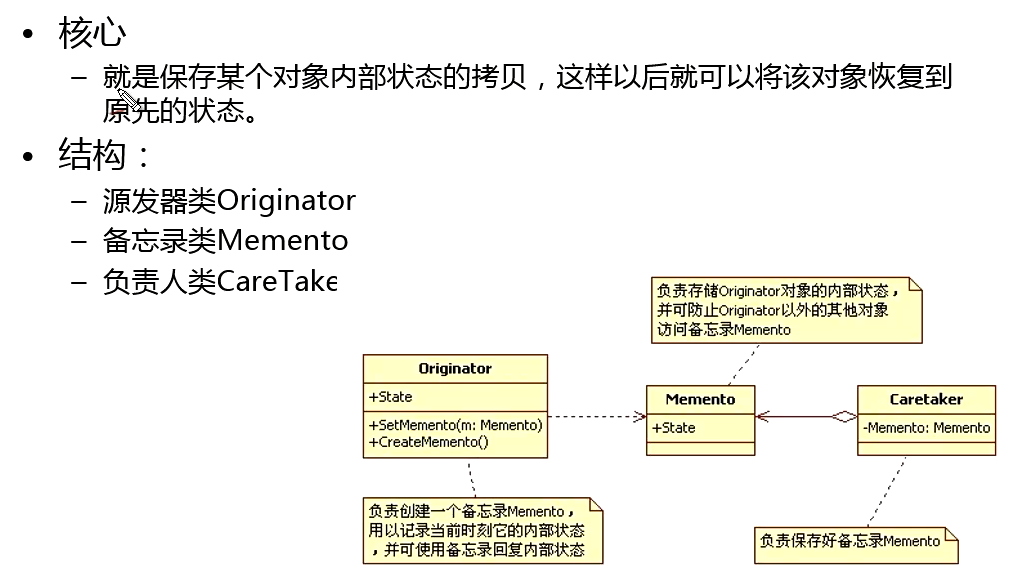 核心
– 就是保存某个对象内部状态的拷贝，这样以后就可以将该对象恢复到
原先的状态。
结构：
– 源发器类Originator
– 备忘录类Memento
– 负责人类CareTake
负责存储Originator对象的内部状态，
并可防止Originator以外的其他对象
访问备忘录Memento
Originator
+State
+SetMemento(m: Memento)
+CreateMemento()
Memento
+State
Caretaker
-Memento: Memento
负责创建一个备忘录Memento，
用以记录当前时刻它的内部状态
，并可使用备忘录回复内部状态
负责保存好备忘录Memento